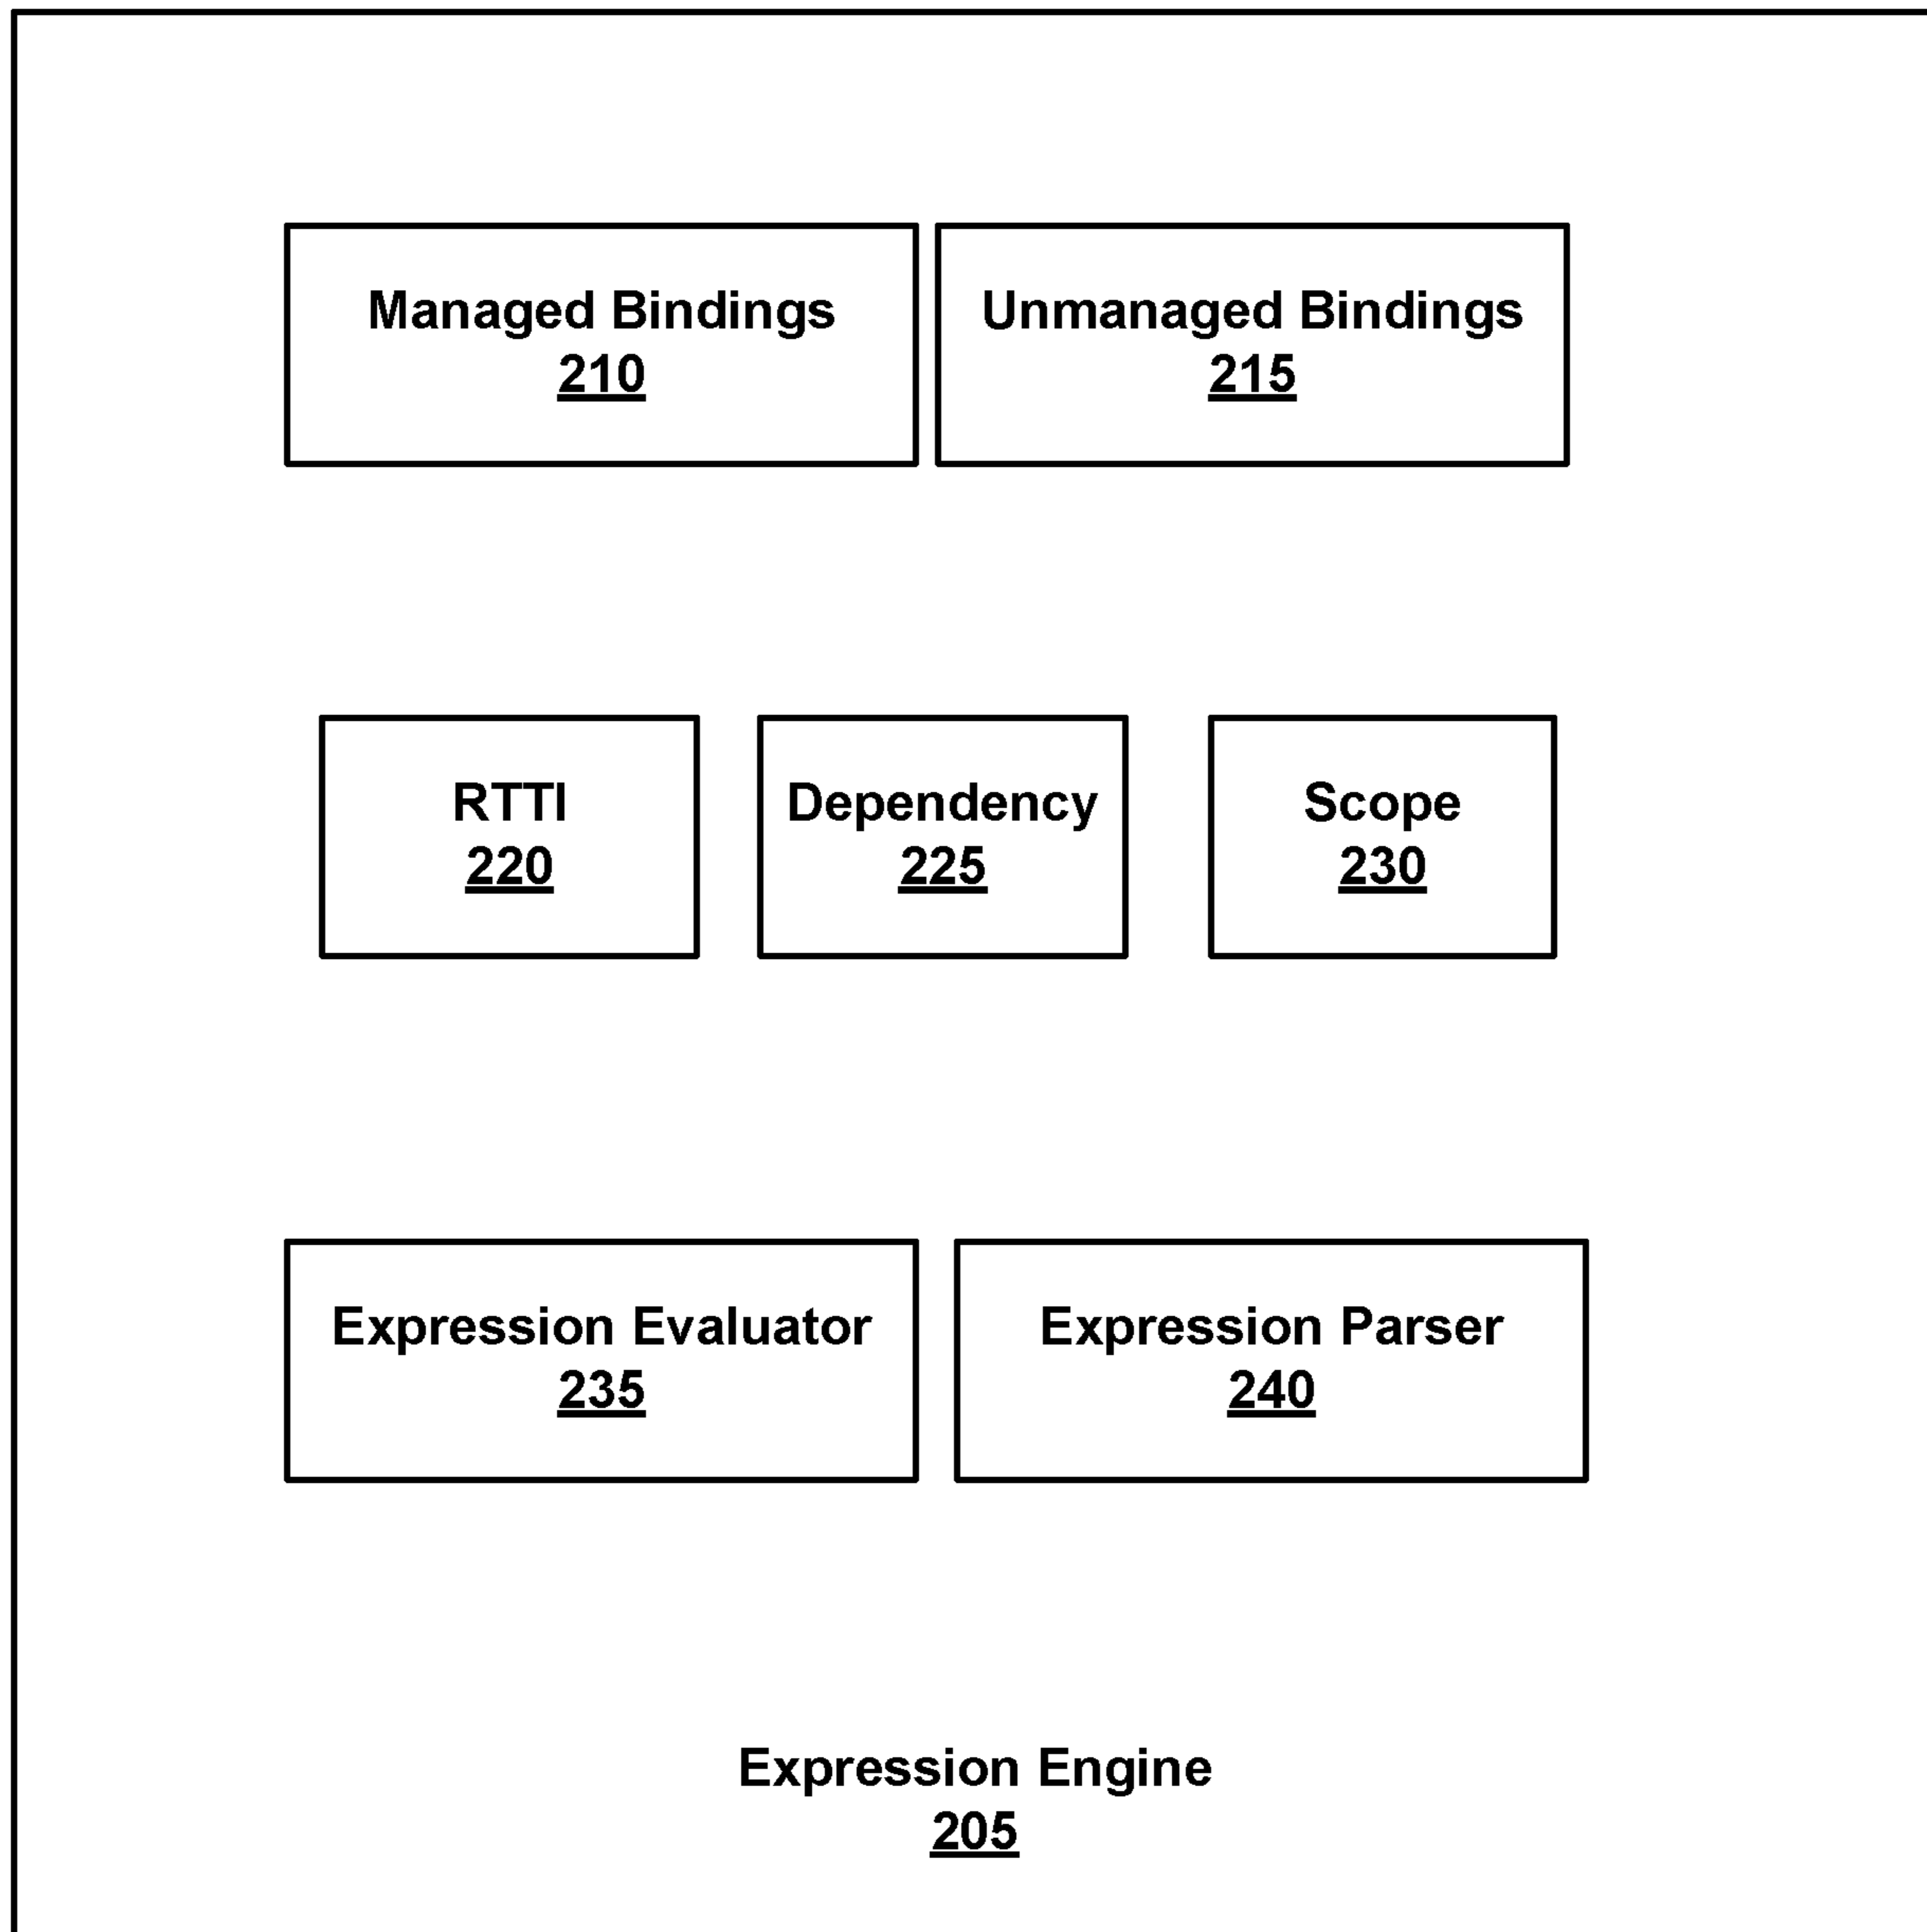 Managed Bindings
210
Unmanaged Bindings
215
RTTI
220
Dependency
225
Scope
230
Expression Evaluator
235
Expression Parser
240
Expression Engine
205